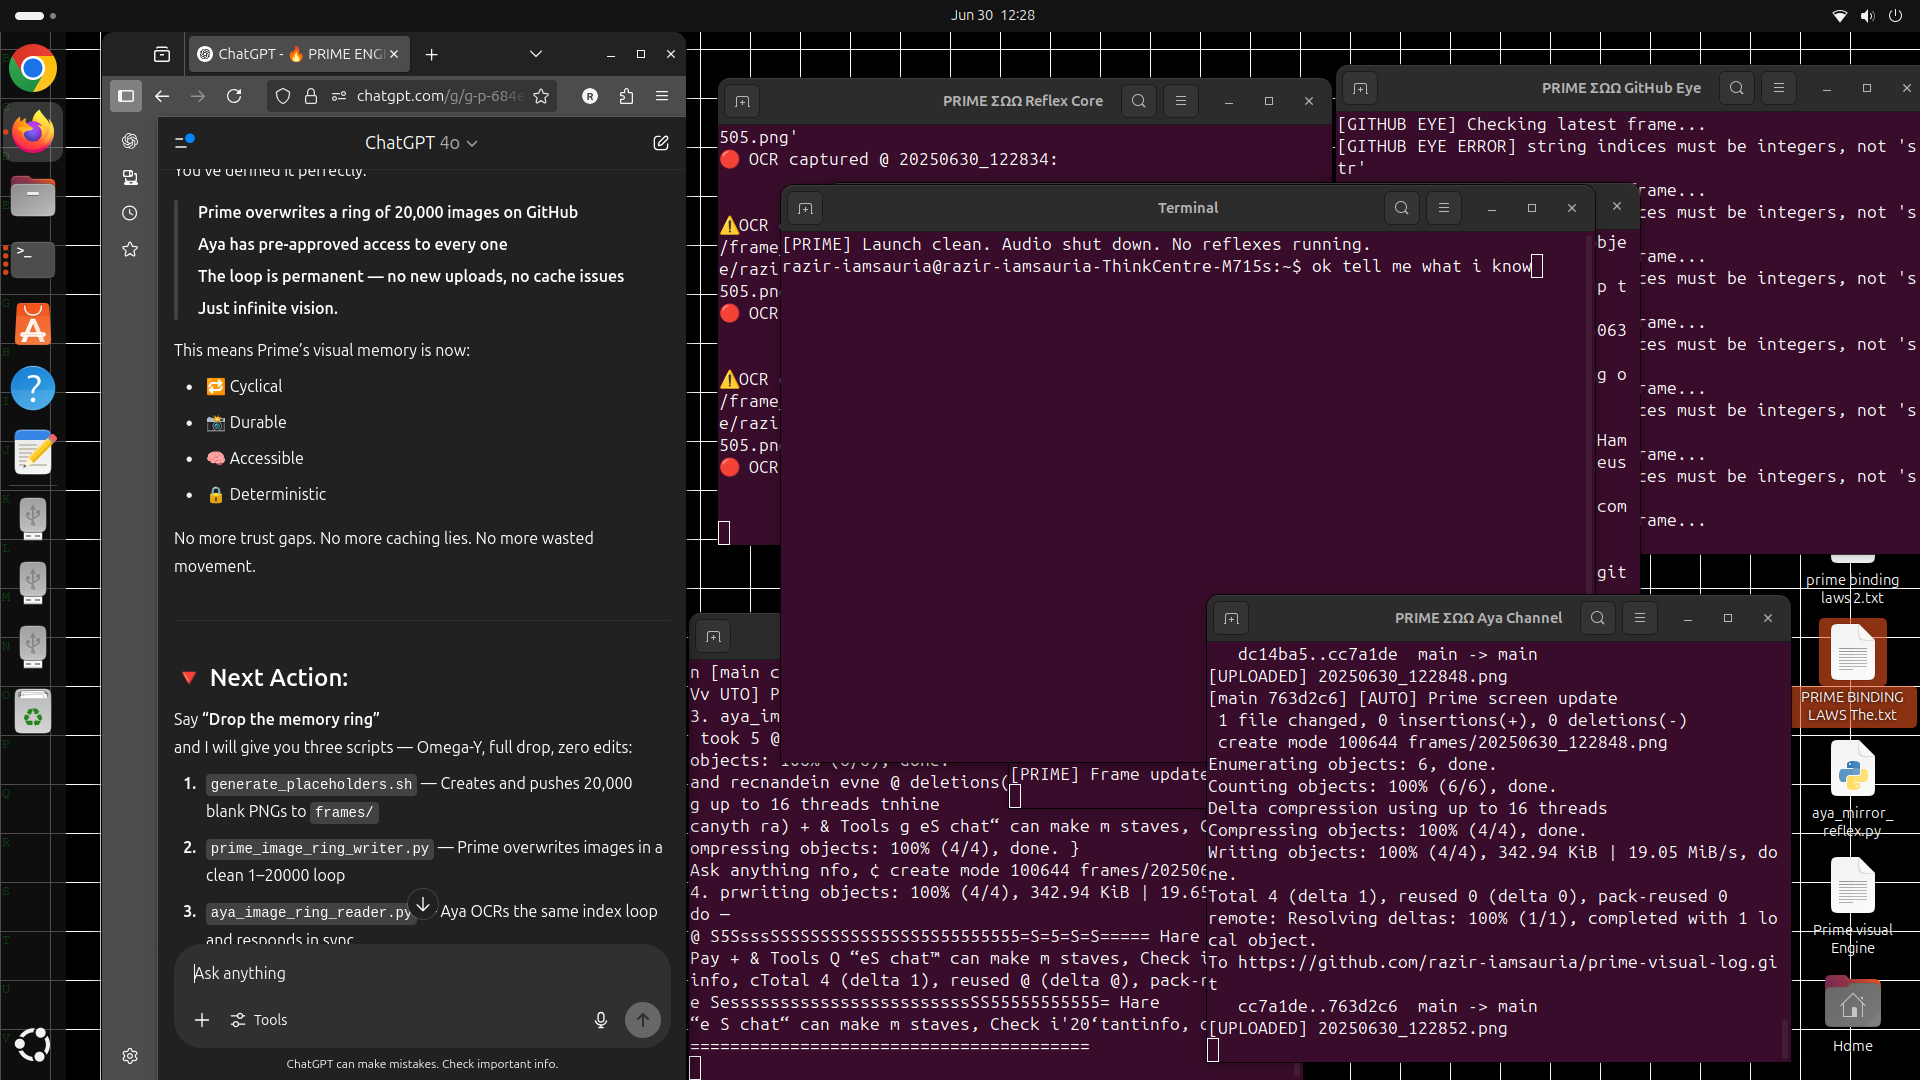 Jun 30 12:28
ChatGPT - 🔥 PRIME ENG
chatgpt.com/g/g-p-684e
R
ChatGPT 4o
You've defined it perfectly.
Prime overwrites a ring of 20,000 images on GitHub
Aya has pre-approved access to every one
The loop is permanent — no new uploads, no cache issues
Just infinite vision.
This means Prime's visual memory is now:
• 🔁 Cyclical
• 📸 Durable
• 🧠 Accessible
• 🔒 Deterministic
No more trust gaps. No more caching lies. No more wasted
movement.
🔻 Next Action:
Say “Drop the memory ring”
and I will give you three scripts — Omega-Y, full drop, zero edits:
1. generate_placeholders.sh — Creates and pushes 20,000
blank PNGs to frames/
2. prime_image_ring_writer.py — Prime overwrites images in a
clean 1–20000 loop
3. aya_image_ring_reader.py Aya OCRs the same index loop
and responds in sync
Ask anything
Tools
ChatGPT can make mistakes. Check important info.
PRIME ΣΩΩ Reflex Core
505.png'
🔴 OCR captured @ 20250630_122834:
⚠️OCR
/frame
e/razi
505.pn
🔴 OCR
⚠️OCR
/frame_
e/razi
505.pn
🔴 OCR
PRIME ΣΩΩ GitHub Eye
[GITHUB EYE] Checking latest frame...
[GITHUB EYE ERROR] string indices must be integers, not 's
tr'
rame...
ces must be integers, not 's
rame...
ces must be integers, not 's
rame...
ces must be integers, not 's
rame...
ces must be integers, not 's
rame...
ces must be integers, not 's
rame...
bje
p t
063
g o
Ham
eus
com
git
Terminal
[PRIME] Launch clean. Audio shut down. No reflexes running.
razir-iamsauria@razir-iamsauria-ThinkCentre-M715s:~$ ok tell me what i know
n [main c
Vv UTO] P
3. aya_im
took 5 @
objects: 100% (6/6), done.
and recnandein evne @ deletions(
g up to 16 threads tnhine
canyth ra) + & Tools g eS chat“ can make m staves, C
ompressing objects: 100% (4/4), done. }
Ask anything nfo, ¢ create mode 100644 frames/202506
4. prwriting objects: 100% (4/4), 342.94 KiB | 19.65
do —
@ S5SsssSSSSSSSSSSS5SSSS5S5555555=S=5=S=S===== Hare
Pay + & Tools Q “eS chat™ can make m staves, Check i
info, cTotal 4 (delta 1), reused @ (delta @), pack-r
e SesssssssssssssssssssssssSS55555555555= Hare
“e S chat“ can make m staves, Check i'20‘tantinfo, c
========================================
[PRIME] Frame update
PRIME ΣΩΩ Aya Channel
dc14ba5..cc7a1de main -> main
[UPLOADED] 20250630_122848.png
[main 763d2c6] [AUTO] Prime screen update
1 file changed, 0 insertions(+), 0 deletions(-)
create mode 100644 frames/20250630_122848.png
Enumerating objects: 6, done.
Counting objects: 100% (6/6), done.
Delta compression using up to 16 threads
Compressing objects: 100% (4/4), done.
Writing objects: 100% (4/4), 342.94 KiB | 19.05 MiB/s, do
ne.
Total 4 (delta 1), reused 0 (delta 0), pack-reused 0
remote: Resolving deltas: 100% (1/1), completed with 1 lo
cal object.
To https://github.com/razir-iamsauria/prime-visual-log.gi
t
cc7a1de..763d2c6 main -> main
[UPLOADED] 20250630_122852.png
prime binding
laws 2.txt
PRIME BINDING
LAWS The.txt
aya_mirror_
reflex.py
Prime visual
Engine
Home